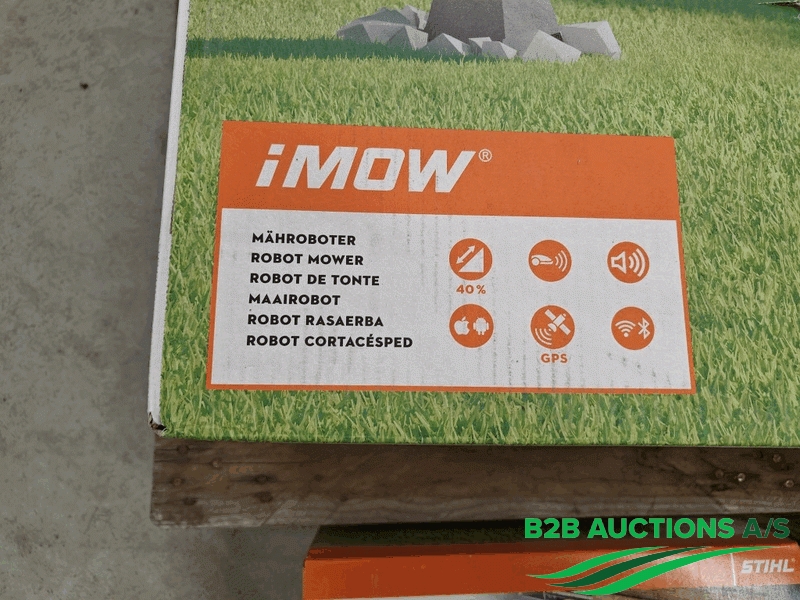 iMOW®
MÄHROBOTER
ROBOT MOWER
ROBOT DE TONTE
MAAIROBOT
ROBOT RASAERBA
ROBOT CORTACÉSPED
40%
GPS
B2B AUCTIONS A/S
STIHL